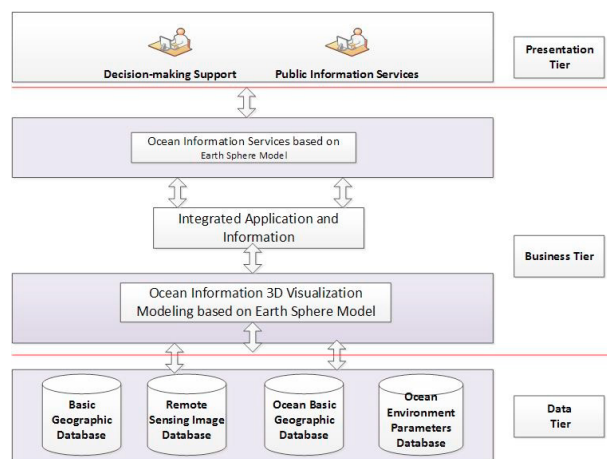 Decision-making Support
Public Information Services
Presentation
Tier
Ocean Information Services based on
Earth Sphere Model
Integrated Application and
Information
Business Tier
Ocean Information 3D Visualization
Modeling based on Earth Sphere Model
Basic
Geographic
Database
Remote
Sensing Image
Database
Ocean Basic
Geographic
Database
Ocean
Environment
Parameters
Database
Data
Tier